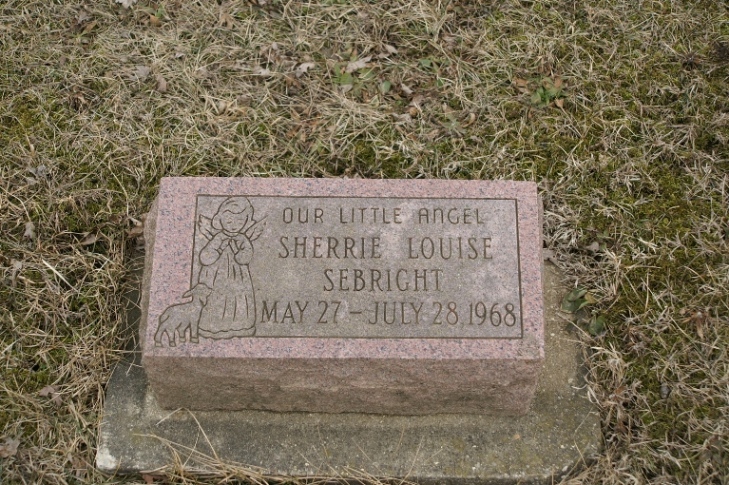 OUR LITTLE ANGEL
SHERRIE LOUISE
SEBRIGHT
MAY 27 - JULY 28, 1968